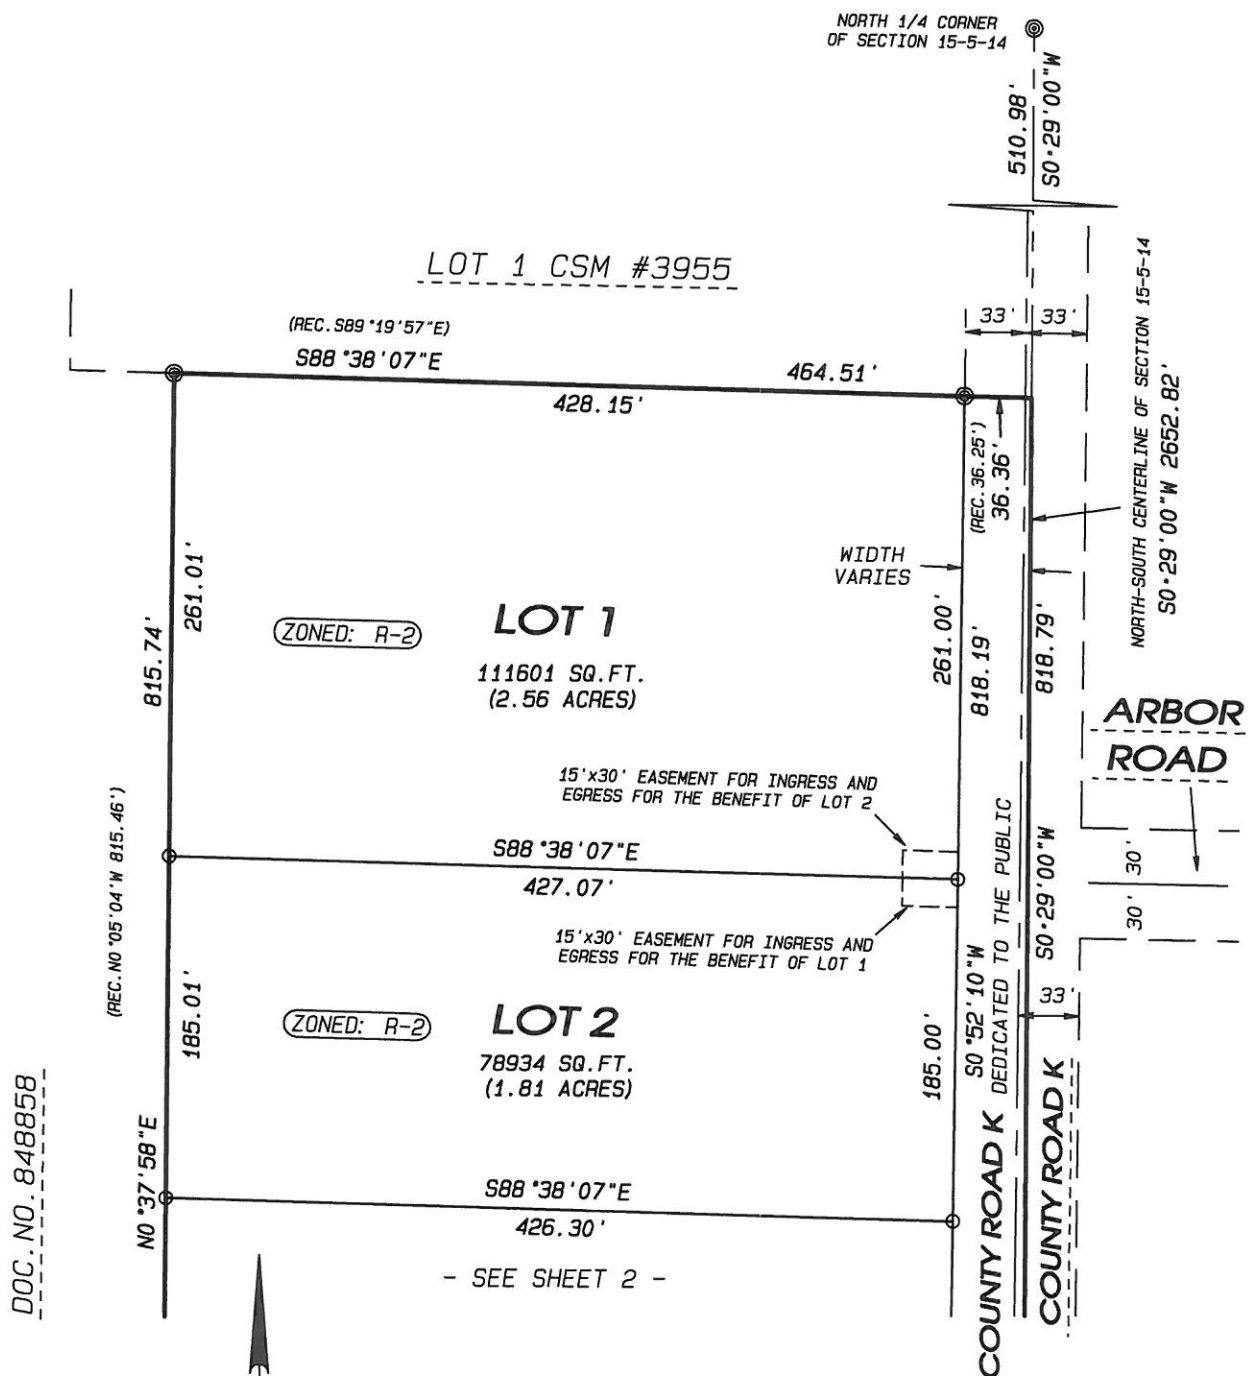 NORTH 1/4 CORNER
OF SECTION 15-5-14
510.98'
S0•29'00"W
LOT 1 CSM #3955
33'
33'
NORTH-SOUTH CENTERLINE OF SECTION 15-5-14
S0•29'00"W 2652.82'
(REC.S89°19'57"E)
S88°38'07"E
464.51'
428.15'
(REC.36.25')
36.36'
WIDTH
VARIES
261.01'
815.74'
ZONED: R-2
LOT 1
111601 SQ.FT.
(2.56 ACRES)
261.00'
818.19'
818.79'
ARBOR
ROAD
15'x30' EASEMENT FOR INGRESS AND
EGRESS FOR THE BENEFIT OF LOT 2
(REC.N0°05'04'W 815.46')
S88°38'07"E
427.07'
30'
30'
15'x30' EASEMENT FOR INGRESS AND
EGRESS FOR THE BENEFIT OF LOT 1
S0°52'10"W
DEDICATED TO THE PUBLIC
S0•29'00"W
33'
185.01'
ZONED: R-2
LOT 2
78934 SQ.FT.
(1.81 ACRES)
185.00'
DOC.NO.848858
N0°37'58"E
S88°38'07"E
426.30'
COUNTY ROAD K
COUNTY ROAD K
- SEE SHEET 2 -